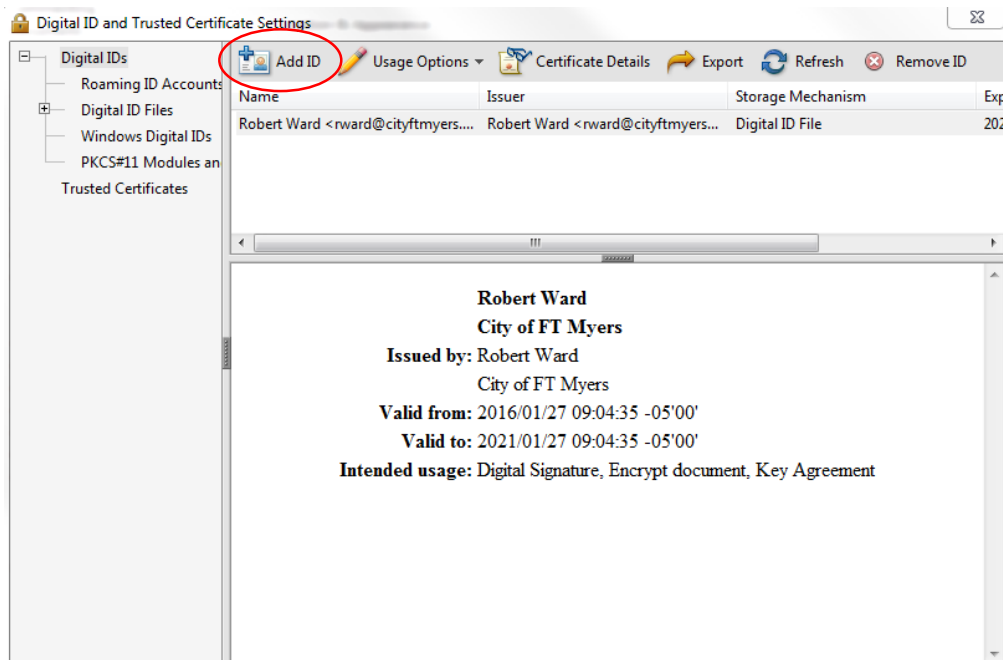 Digital ID and Trusted Certificate Settings
Digital IDs
Roaming ID Accounts
Digital ID Files
Windows Digital IDs
PKCS#11 Modules an
Trusted Certificates
Add ID Usage Options Certificate Details Export Refresh Remove ID
Name Issuer Storage Mechanism Exp
Robert Ward <rward@cityftmyers.... Robert Ward <rward@cityftmyers... Digital ID File 202
Robert Ward
City of FT Myers
Issued by: Robert Ward
City of FT Myers
Valid from: 2016/01/27 09:04:35 -05'00'
Valid to: 2021/01/27 09:04:35 -05'00'
Intended usage: Digital Signature, Encrypt document, Key Agreement